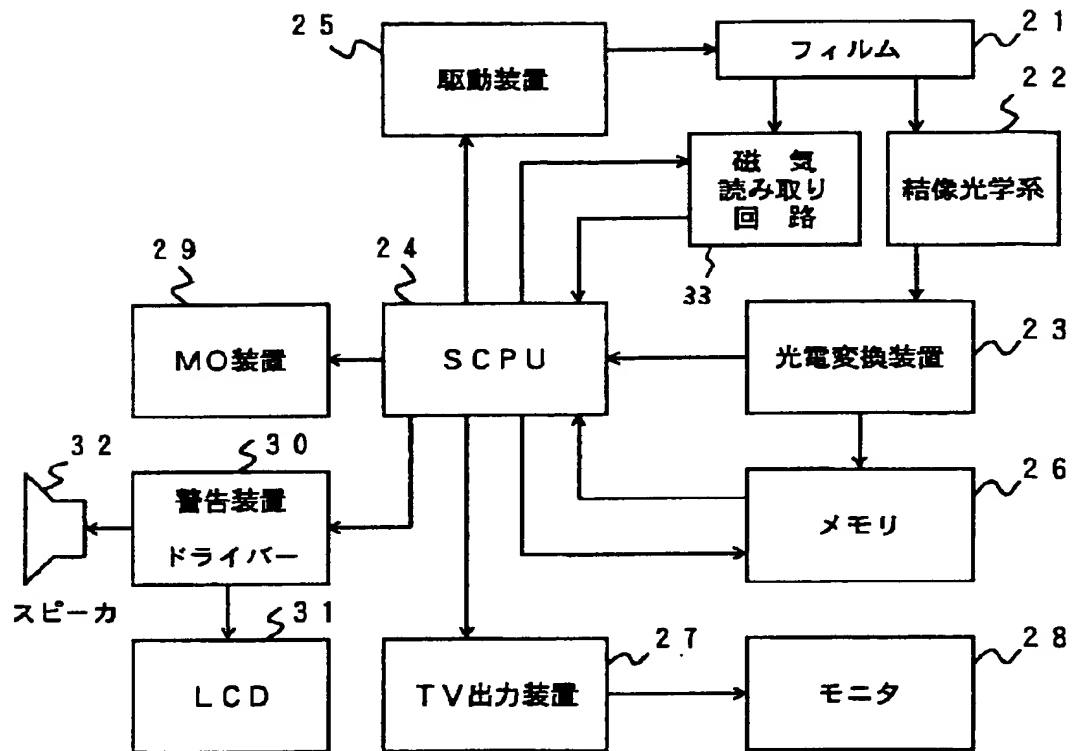 25
駆動装置
フィルム
21
22
磁 気
読み取り
回 路
33
結像光学系
29
MO装置
24
SCPU
光電変換装置
23
32
スピーカ
30
警告装置
ドライバー
メモリ
26
31
LCD
TV出力装置
27
モニタ
28